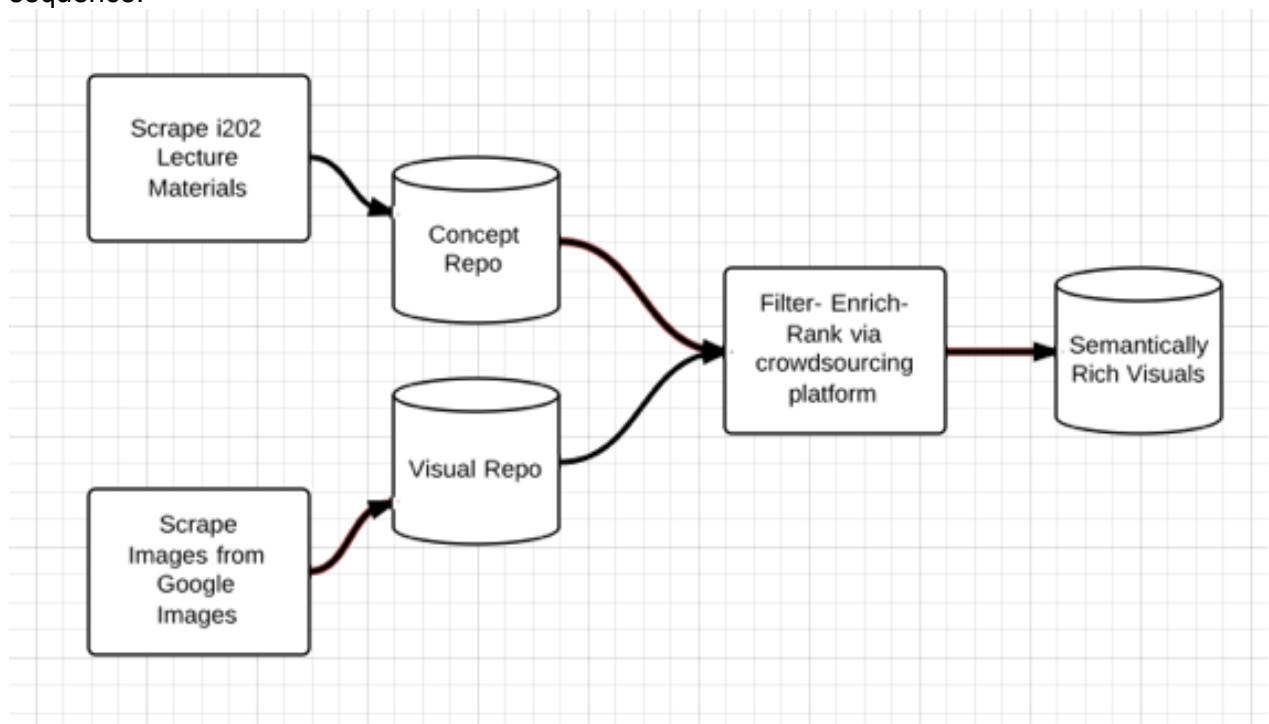 sequence.
Scrape i202
Lecture
Materials
Concept
Repo
Filter- Enrich-
Rank via
crowdsourcing
platform
Semantically
Rich Visuals
Visual Repo
Scrape
Images from
Google
Images